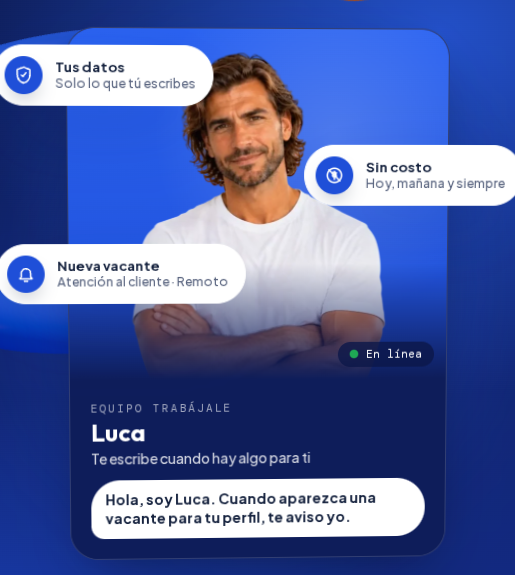 Tus datos
Solo lo que tú escribes
Sin costo
Hoy, mañana y siempre
Nueva vacante
Atención al cliente · Remoto
En línea
EQUIPO TRABÁJALE
Luca
Te escribe cuando hay algo para ti
Hola, soy Luca. Cuando aparezca una
vacante para tu perfil, te aviso yo.